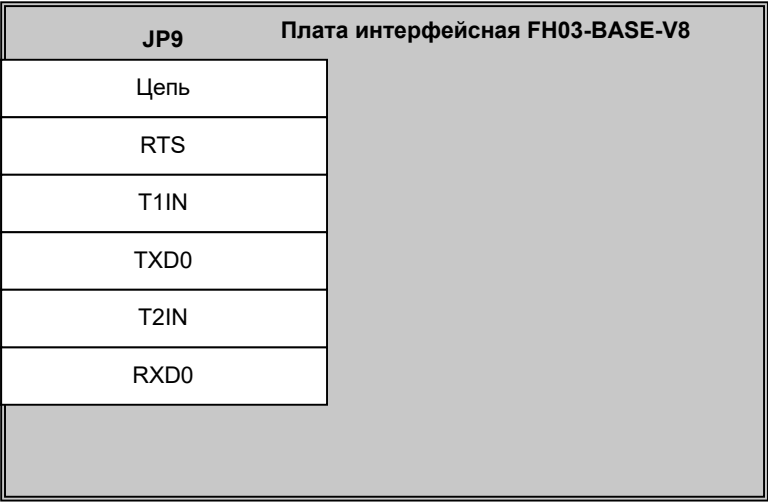 Плата интерфейсная FH03-BASE-V8
JP9
Цепь
RTS
T1IN
TXD0
T2IN
RXD0